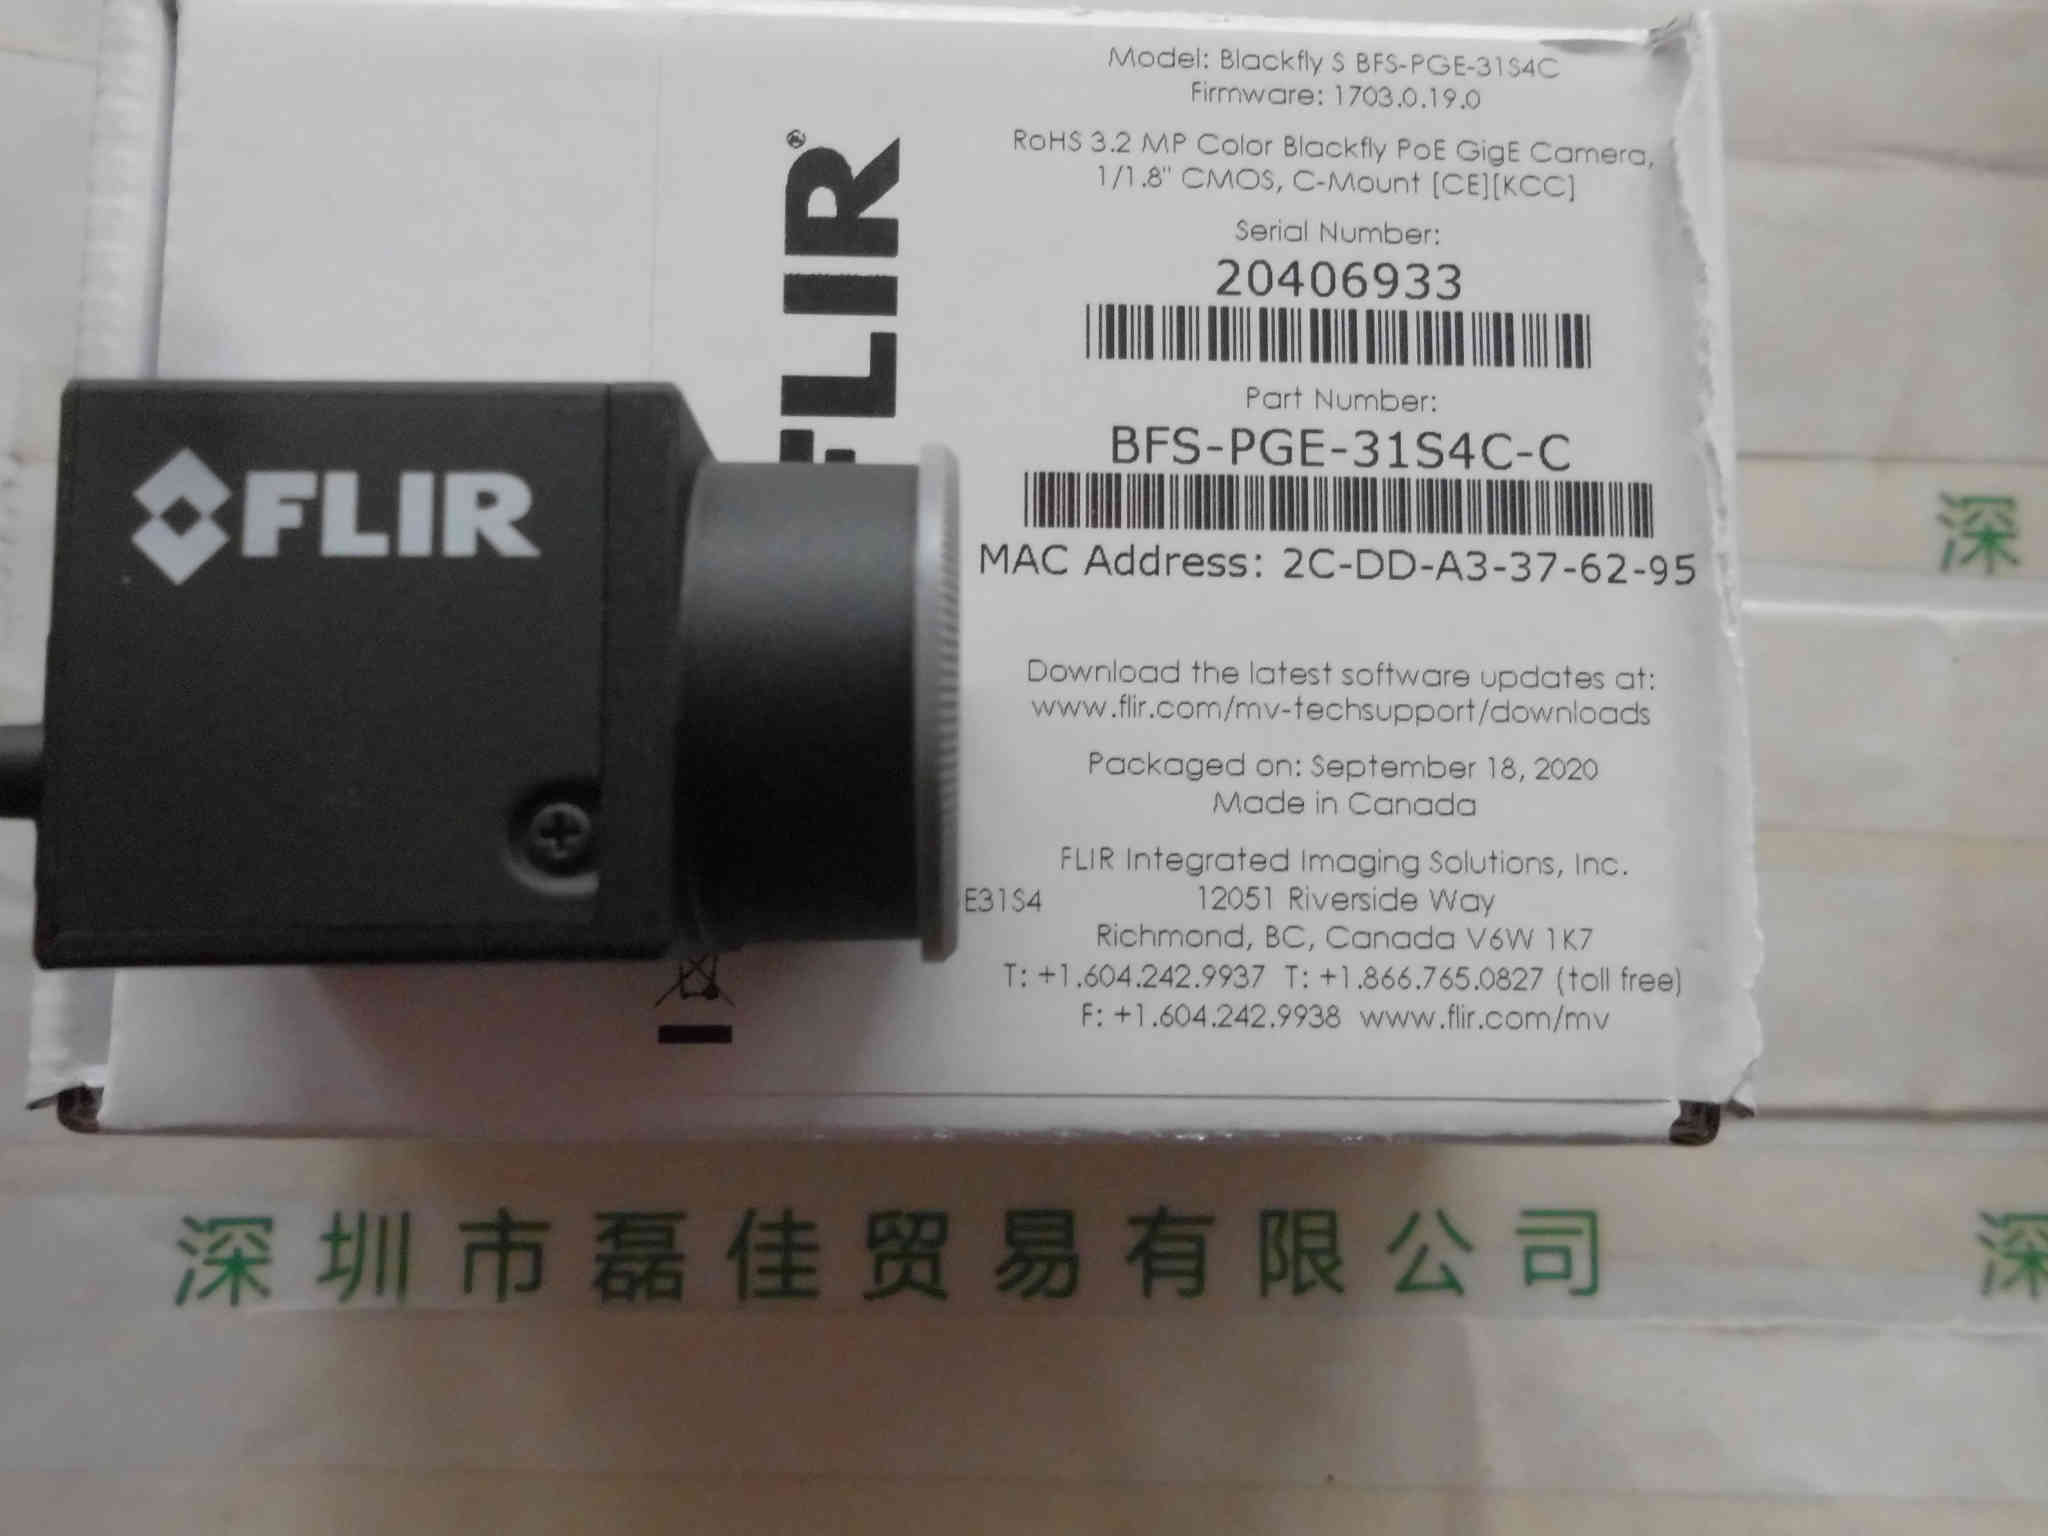 Model: Blackfly S BFS-PGE-31S4C
Firmware: 1703.0.19.0
RoHS 3.2 MP Color Blackfly PoE GigE Camera,
1/1.8" CMOS, C-Mount [CE][KCC]
Serial Number:
20406933
Part Number:
BFS-PGE-31S4C-C
MAC Address: 2C-DD-A3-37-62-95
Download the latest software updates at:
www.flir.com/mv-techsupport/downloads
Packaged on: September 18, 2020
Made in Canada
FLIR Integrated Imaging Solutions, Inc.
12051 Riverside Way
Richmond, BC, Canada V6W 1K7
T: +1.604.242.9937 T: +1.866.765.0827 (toll free)
F: +1.604.242.9938 www.flir.com/mv
E31S4
FLIR®
FLIR
深
深圳市磊佳贸易有限公司
深